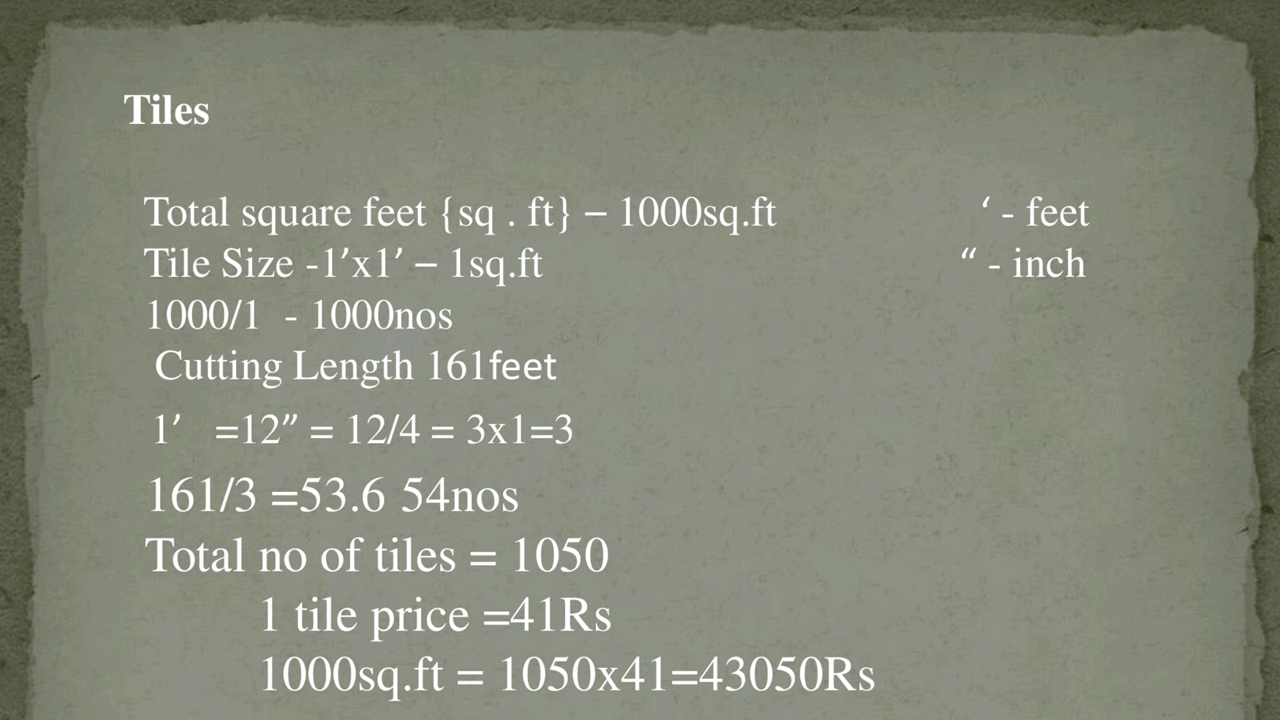 Tiles
Total square feet {sq . ft} – 1000sq.ft ‘ - feet
Tile Size -1’x1’ – 1sq.ft “ - inch
1000/1 - 1000nos
Cutting Length 161feet
1’ =12” = 12/4 = 3x1=3
161/3 =53.6 54nos
Total no of tiles = 1050
1 tile price =41Rs
1000sq.ft = 1050x41=43050Rs